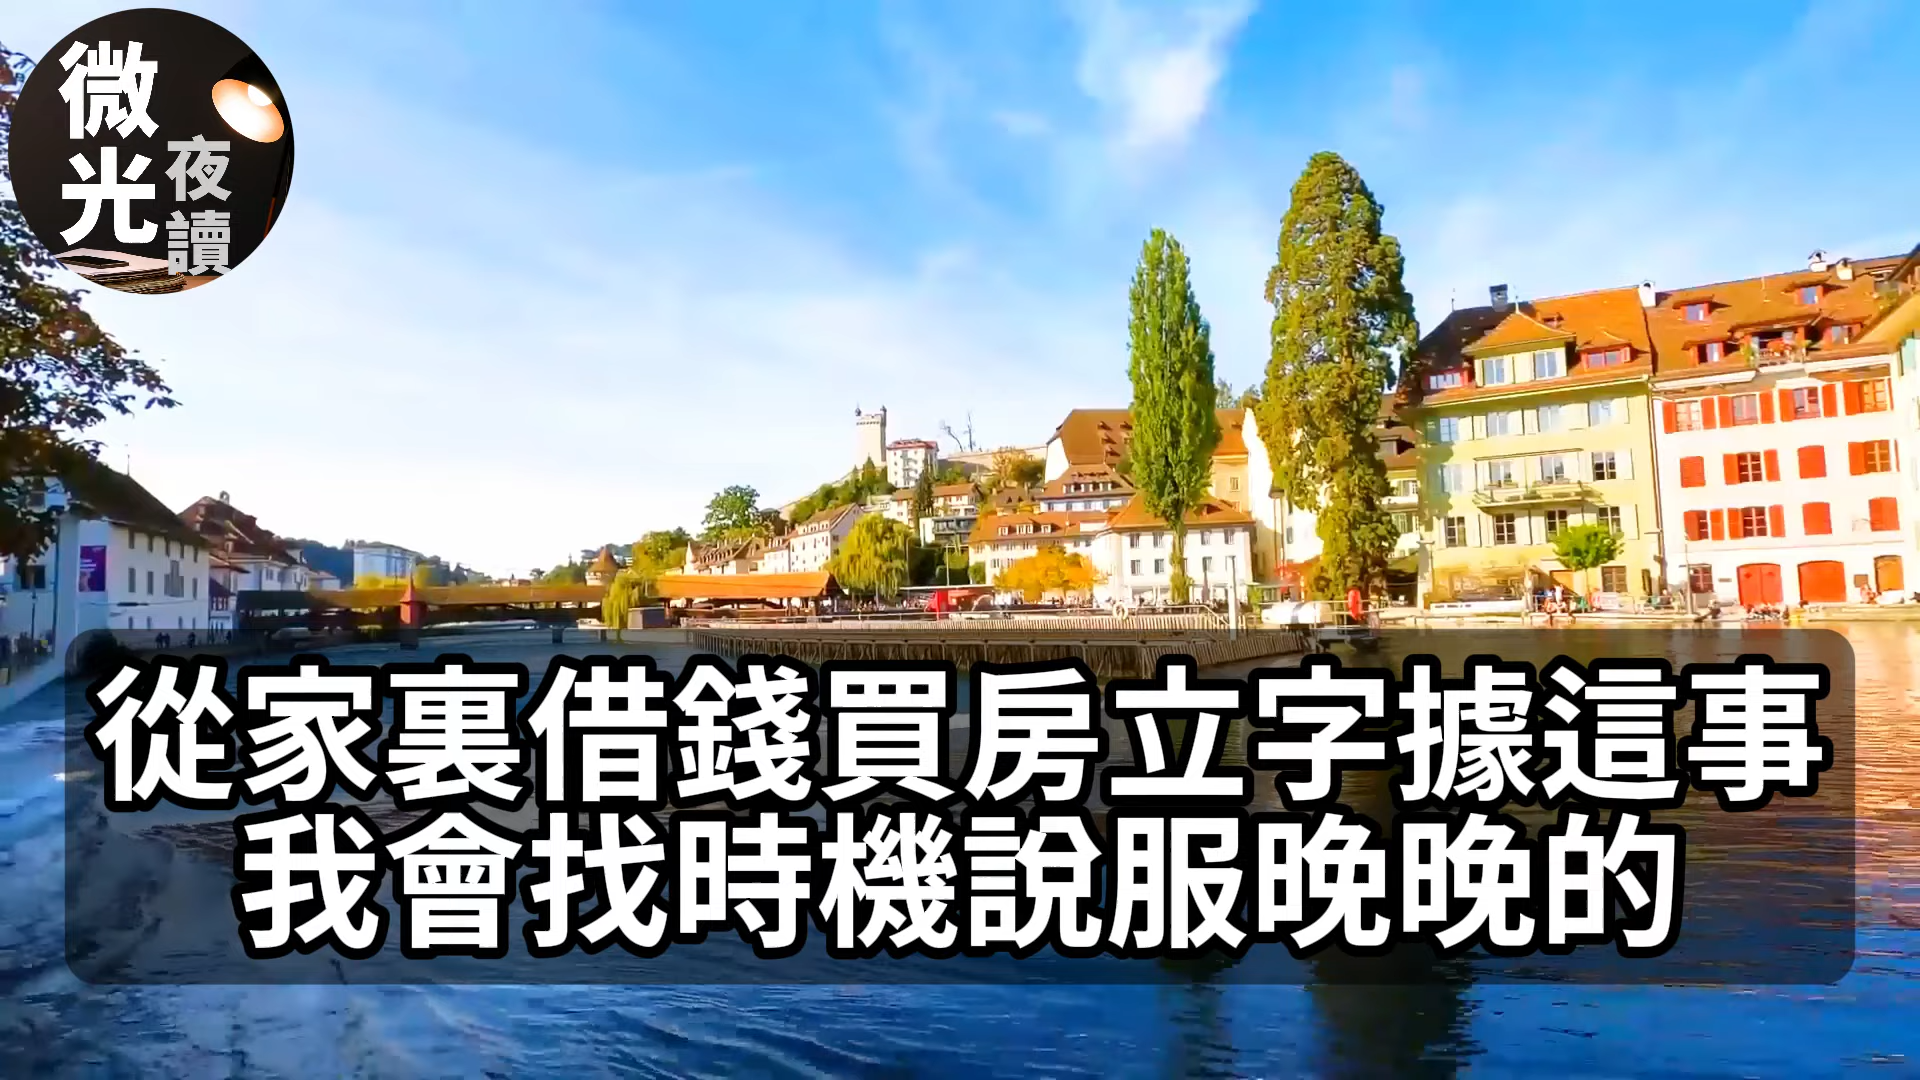 微光
夜讀
從家裏借錢買房立字據這事
我會找時機說服晚晚的